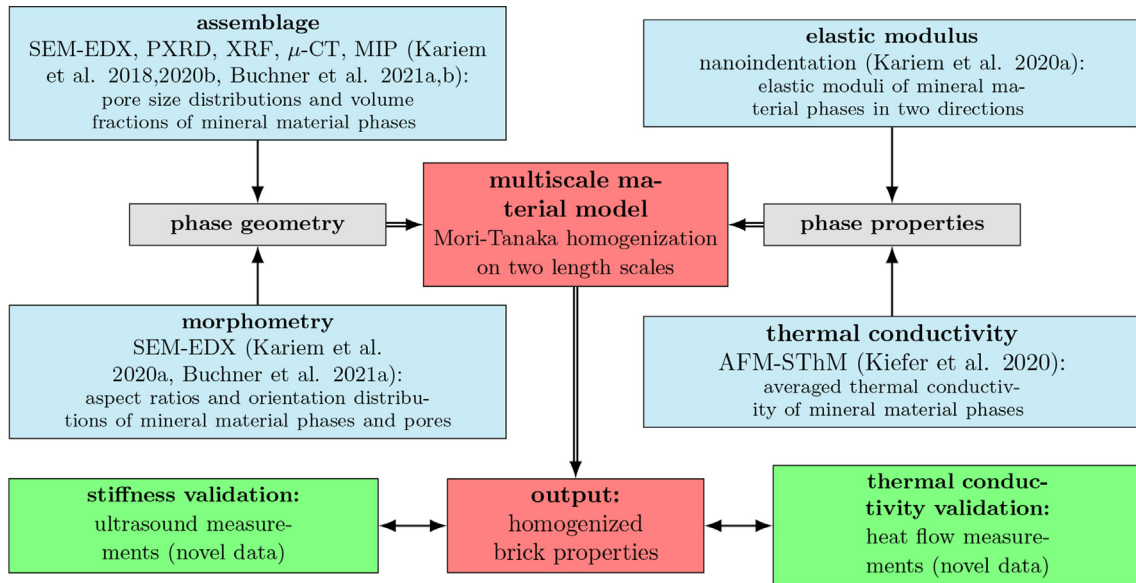 assemblage
SEM-EDX, PXRD, XRF, μ-CT, MIP (Kariem
et al. 2018,2020b, Buchner et al. 2021a,b):
pore size distributions and volume
fractions of mineral material phases
elastic modulus
nanoindentation (Kariem et al. 2020a):
elastic moduli of mineral ma-
terial phases in two directions
phase geometry
multiscale ma-
terial model
Mori-Tanaka homogenization
on two length scales
phase properties
morphometry
SEM-EDX (Kariem et al.
2020a, Buchner et al. 2021a):
aspect ratios and orientation distribu-
tions of mineral material phases and pores
thermal conductivity
AFM-SThM (Kiefer et al. 2020):
averaged thermal conductiv-
ity of mineral material phases
stiffness validation:
ultrasound measure-
ments (novel data)
output:
homogenized
brick properties
thermal conduc-
tivity validation:
heat flow measure-
ments (novel data)